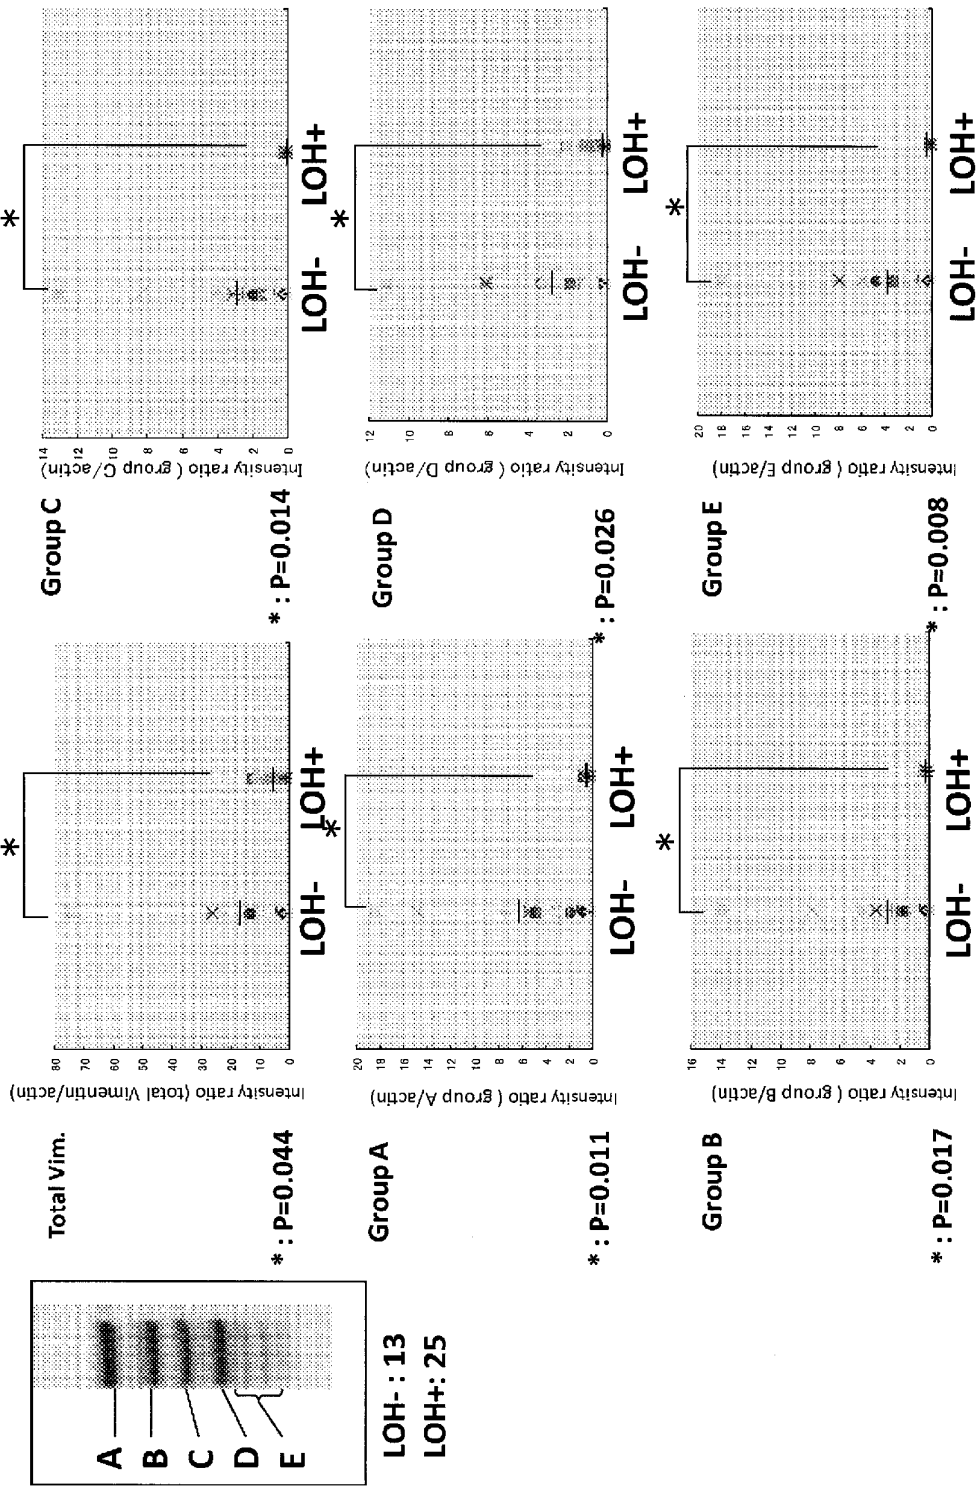 A
B
C
D
E
LOH- : 13
LOH+: 25
Total Vim.
* : P=0.044
Intensity ratio (total Vimentin/actin)
80
70
60
50
40
30
20
10
0
*
LOH-
LOH+
Group A
* : P=0.011
Intensity ratio ( group A/actin)
20
18
16
14
12
10
8
6
4
2
0
*
LOH-
LOH+
Group B
* : P=0.017
Intensity ratio ( group B/actin)
16
14
12
10
8
6
4
2
0
*
LOH-
LOH+
Group C
* : P=0.014
Intensity ratio ( group C/actin)
14
12
10
8
6
4
2
0
*
LOH-
LOH+
Group D
* : P=0.026
Intensity ratio ( group D/actin)
12
10
8
6
4
2
0
*
LOH-
LOH+
Group E
* : P=0.008
Intensity ratio ( group E/actin)
20
18
16
14
12
10
8
6
4
2
0
*
LOH-
LOH+